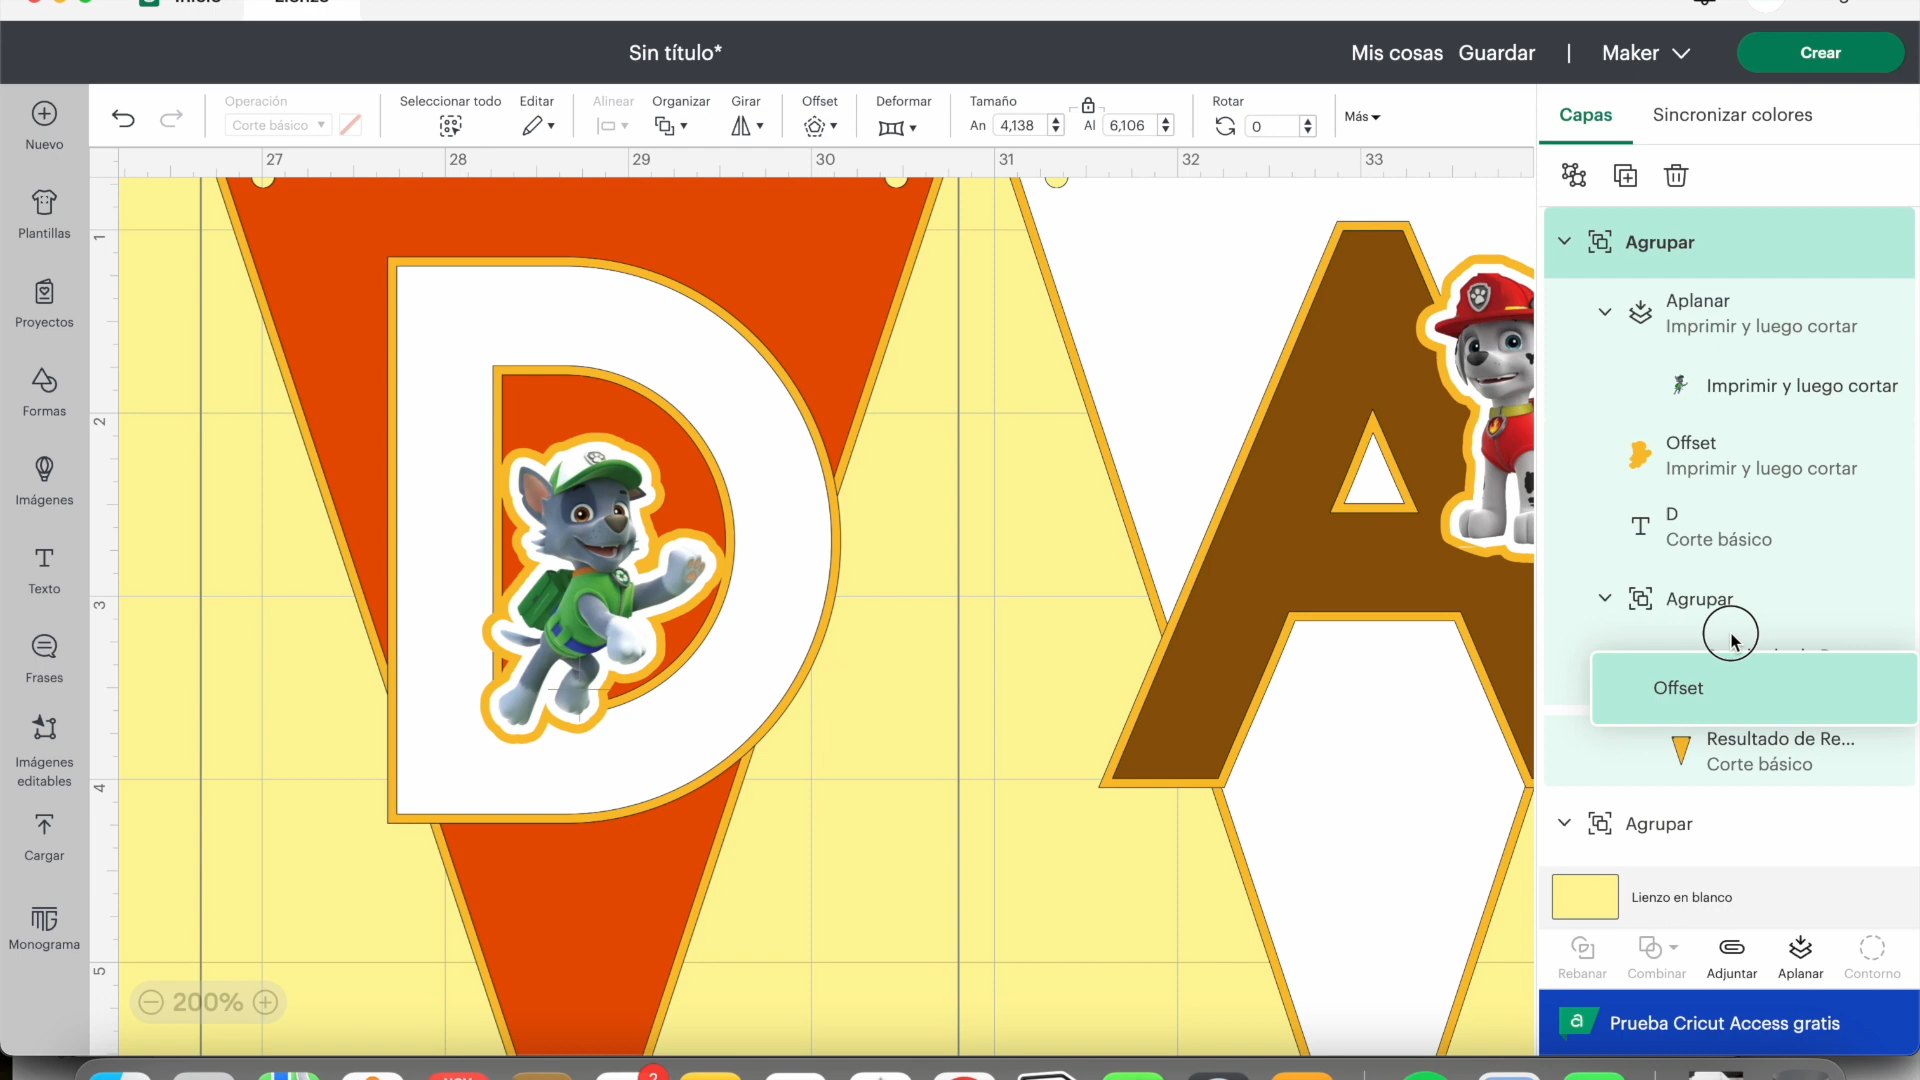 Sin título*
Mis cosas
Guardar
|
Maker
Crear
Operación
Corte básico
Seleccionar todo
Editar
Alinear
Organizar
Girar
Offset
Deformar
Tamaño
An 4,138
Al 6,106
Rotar
0
Más
Capas
Sincronizar colores
Nuevo
Plantillas
Proyectos
Formas
Imágenes
Texto
Frases
Imágenes
editables
Cargar
Monograma
27 28 29 30 31 32 33
1
2
3
4
5
D
A
200%
Agrupar
Aplanar
Imprimir y luego cortar
Imprimir y luego cortar
Offset
Imprimir y luego cortar
D
Corte básico
Agrupar
Offset
Resultado de Re...
Corte básico
Agrupar
Lienzo en blanco
Rebanar
Combinar
Adjuntar
Aplanar
Contorno
a
Prueba Cricut Access gratis
2